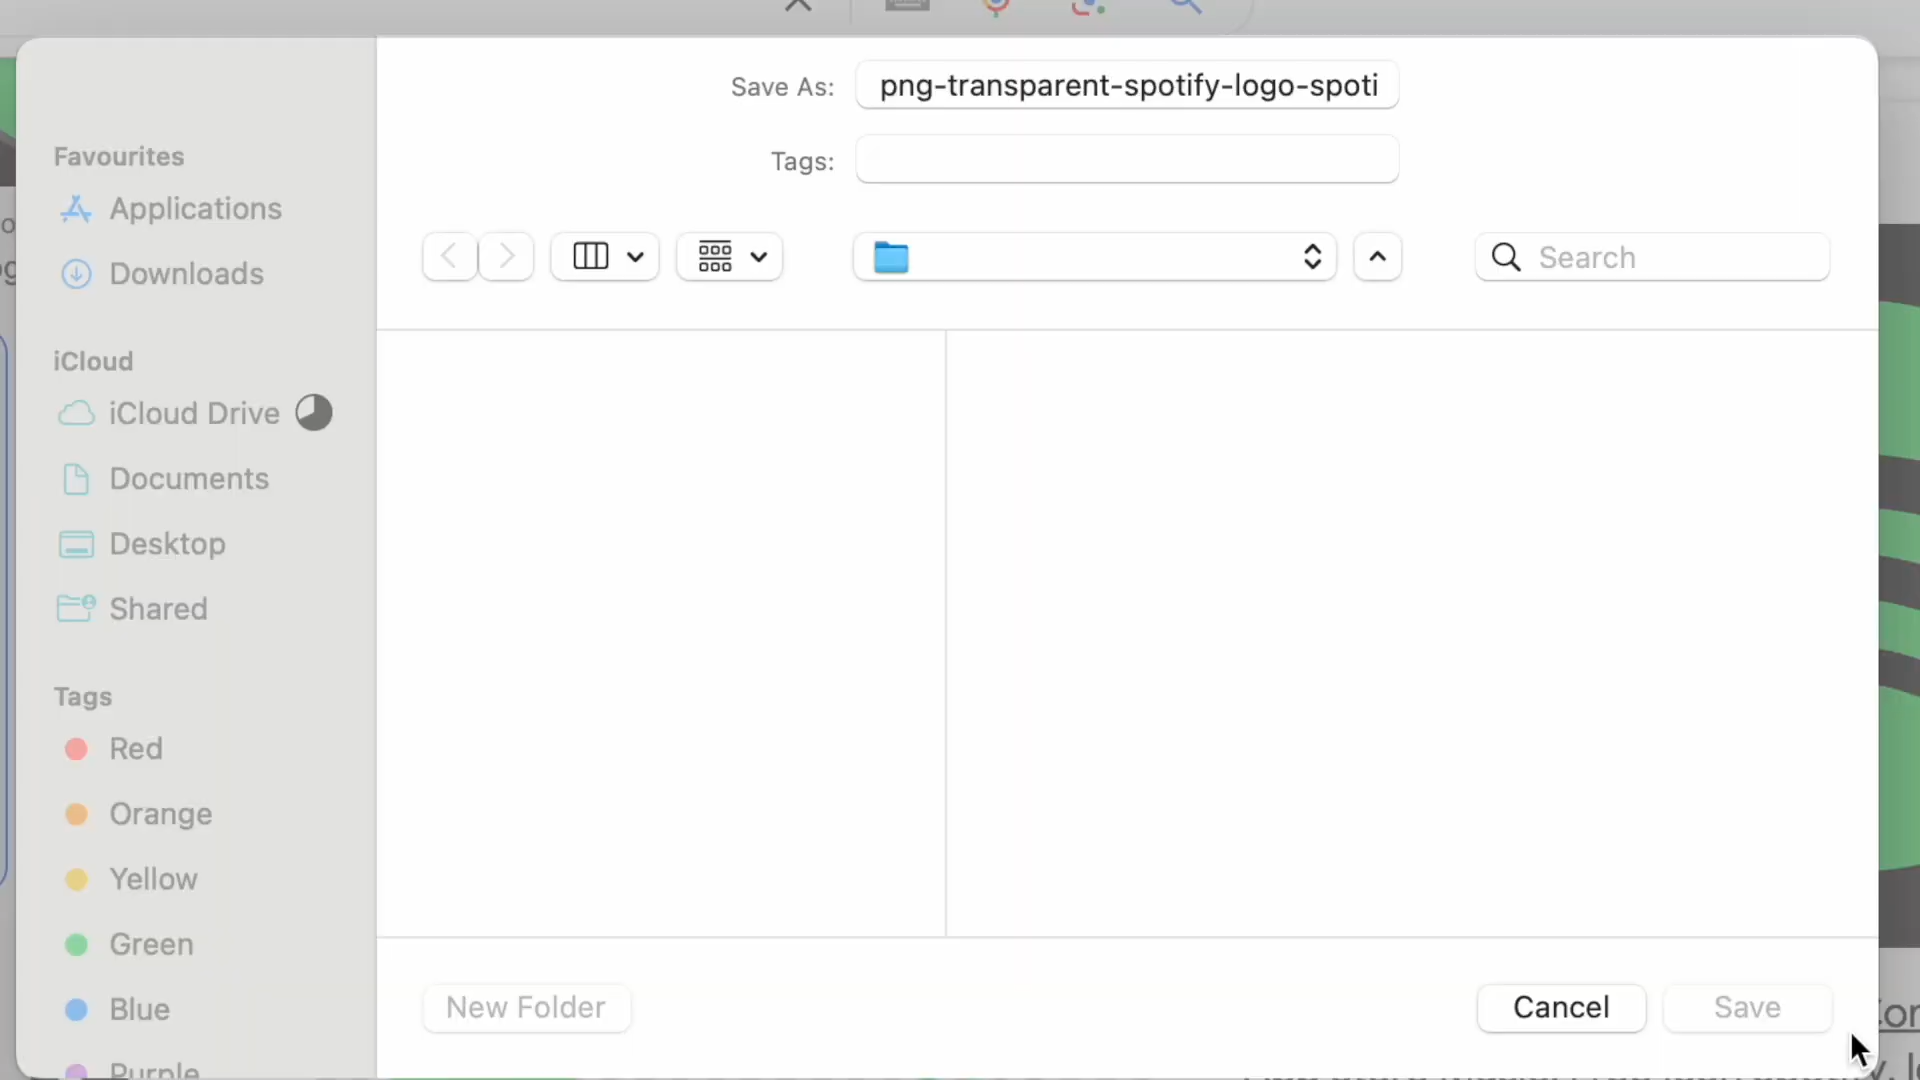 Save As: png-transparent-spotify-logo-spoti
Tags:
Search
Favourites
Applications
Downloads
iCloud
iCloud Drive
Documents
Desktop
Shared
Tags
Red
Orange
Yellow
Green
Blue
Purple
New Folder
Cancel
Save